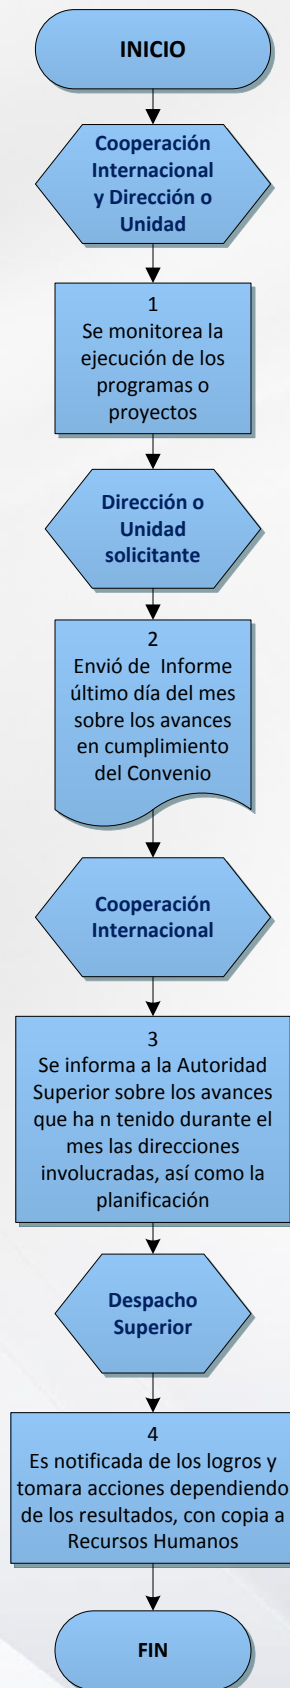 INICIO
Cooperación
Internacional
y Dirección o
Unidad
1
Se monitorea la
ejecución de los
programas o
proyectos
Dirección o
Unidad
solicitante
2
Envió de  Informe
último día del mes
sobre los avances
en cumplimiento
del Convenio
Cooperación
Internacional
3
Se informa a la Autoridad
Superior sobre los avances
que ha n tenido durante el
mes las direcciones
involucradas, así como la
planificación
Despacho
Superior
4
Es notificada de los logros y
tomara acciones dependiendo
de los resultados, con copia a
Recursos Humanos
FIN